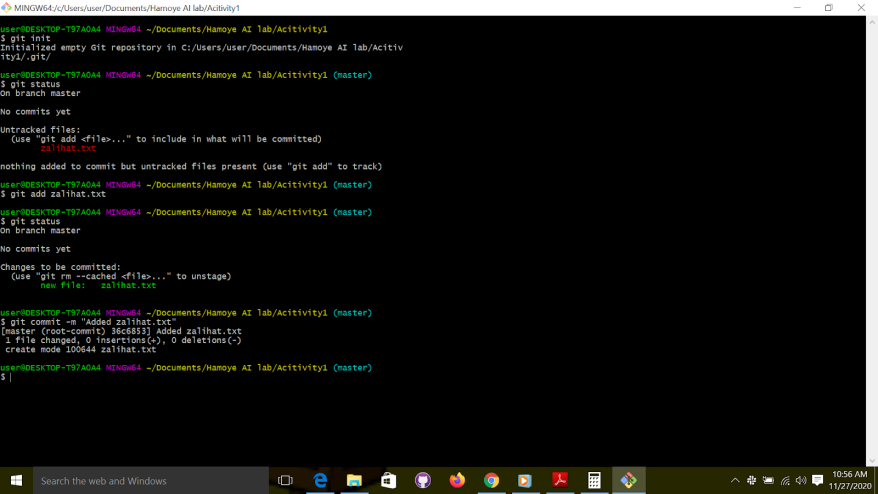 MINGW64:/c/Users/user/Documents/Hamoye AI lab/Acitivity1
user@DESKTOP-T97A0A4 MINGW64 ~/Documents/Hamoye AI lab/Acitivity1
$ git init
Initialized empty Git repository in C:/Users/user/Documents/Hamoye AI lab/Acitiv
ity1/.git/
user@DESKTOP-T97A0A4 MINGW64 ~/Documents/Hamoye AI lab/Acitivity1 (master)
$ git status
On branch master
No commits yet
Untracked files:
(use "git add <file>..." to include in what will be committed)
zalihat.txt
nothing added to commit but untracked files present (use "git add" to track)
user@DESKTOP-T97A0A4 MINGW64 ~/Documents/Hamoye AI lab/Acitivity1 (master)
$ git add zalihat.txt
user@DESKTOP-T97A0A4 MINGW64 ~/Documents/Hamoye AI lab/Acitivity1 (master)
$ git status
On branch master
No commits yet
Changes to be committed:
(use "git rm --cached <file>..." to unstage)
new file:   zalihat.txt
user@DESKTOP-T97A0A4 MINGW64 ~/Documents/Hamoye AI lab/Acitivity1 (master)
$ git commit -m "Added zalihat.txt"
[master (root-commit) 36c6853] Added zalihat.txt
1 file changed, 0 insertions(+), 0 deletions(-)
create mode 100644 zalihat.txt
user@DESKTOP-T97A0A4 MINGW64 ~/Documents/Hamoye AI lab/Acitivity1 (master)
$
Search the web and Windows
10:56 AM
11/27/2020